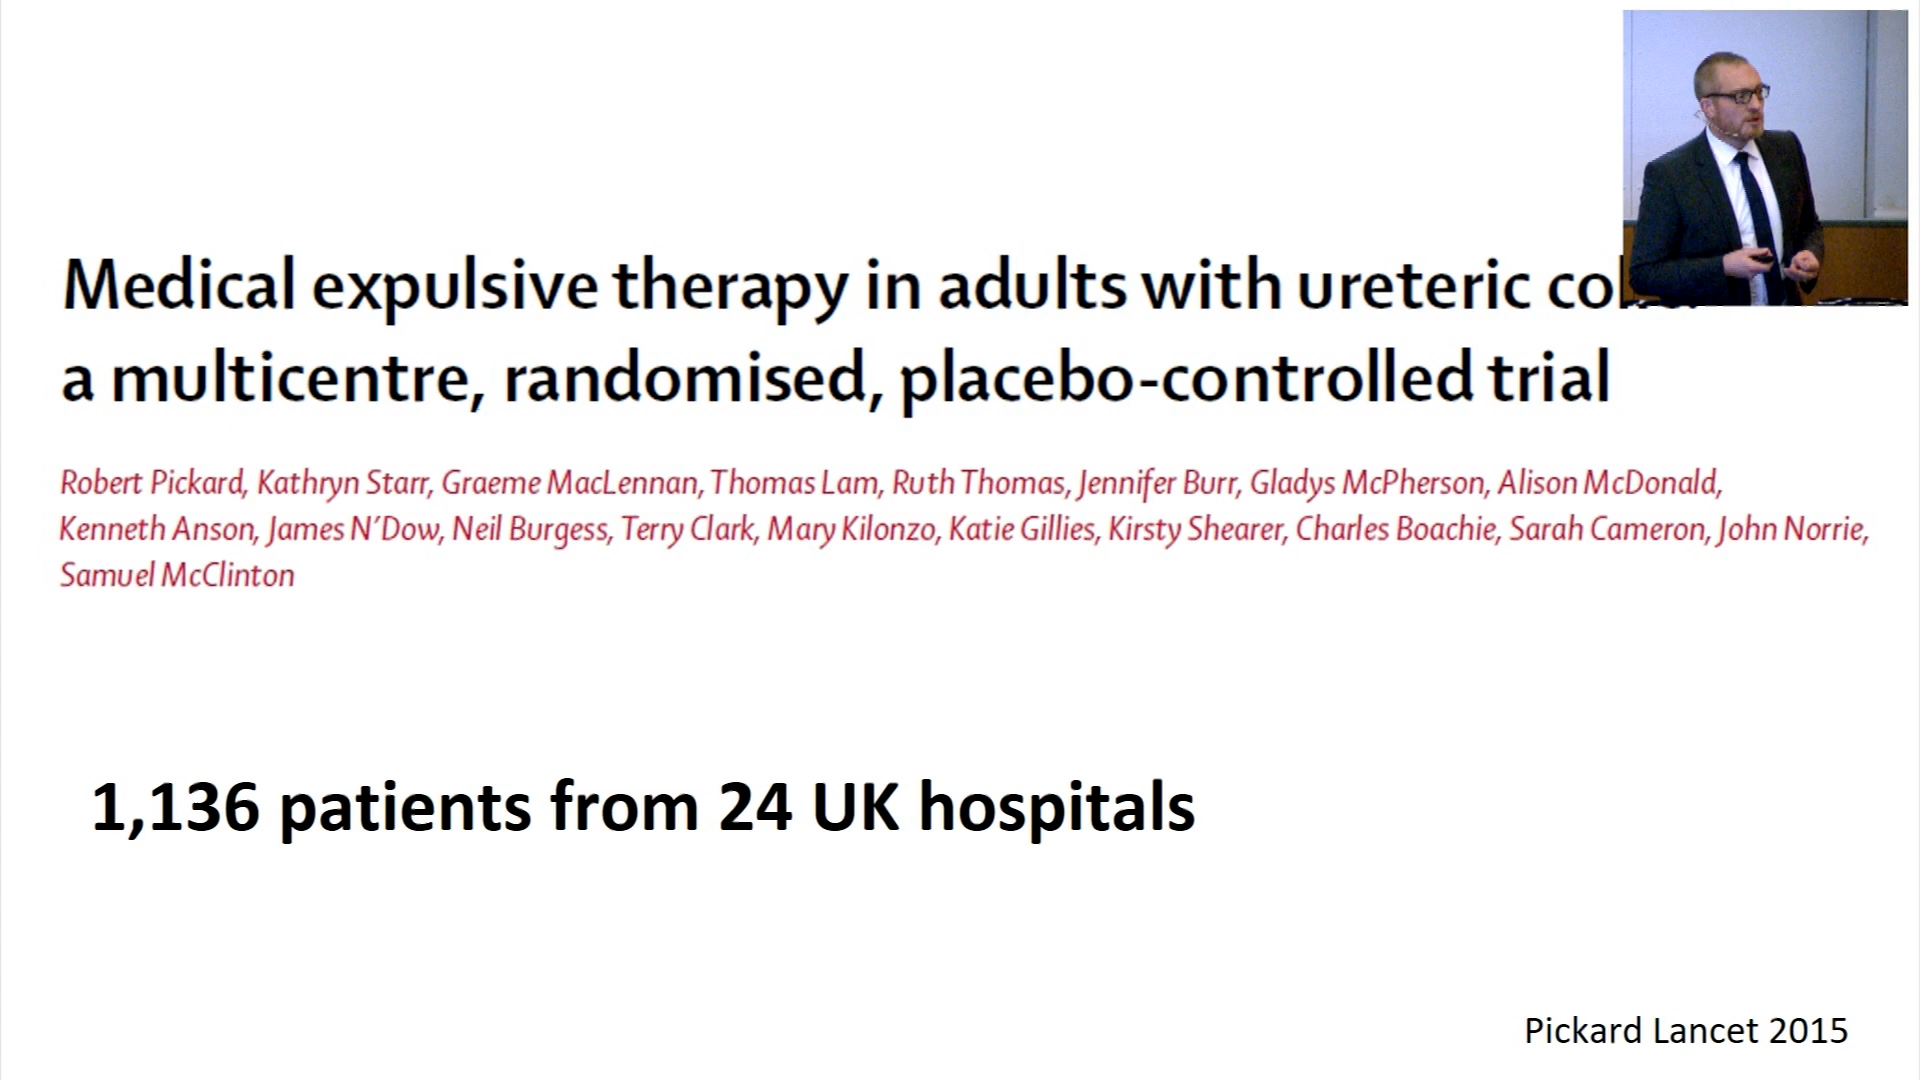 Medical expulsive therapy in adults with ureteric
a multicentre, randomised, placebo-controlled trial
Robert Pickard, Kathryn Starr, Graeme MacLennan, Thomas Lam, Ruth Thomas, Jennifer Burr, Gladys McPherson, Alison McDonald,
Kenneth Anson, James N’Dow, Neil Burgess, Terry Clark, Mary Kilonzo, Katie Gillies, Kirsty Shearer, Charles Boachie, Sarah Cameron, John Norrie,
Samuel McClinton
1,136 patients from 24 UK hospitals
Pickard Lancet 2015